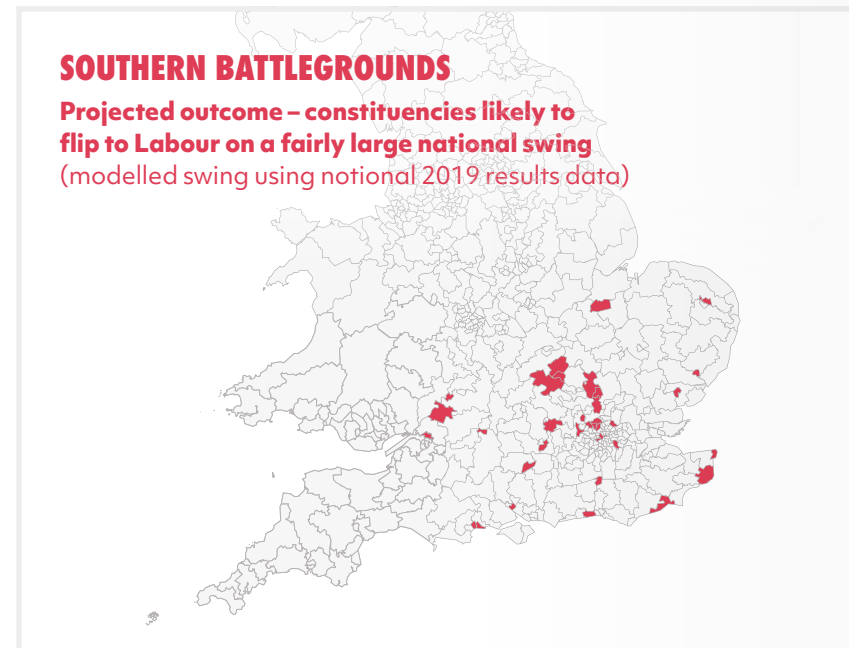 SOUTHERN BATTLEGROUNDS
Projected outcome – constituencies likely to
flip to Labour on a fairly large national swing
(modelled swing using notional 2019 results data)